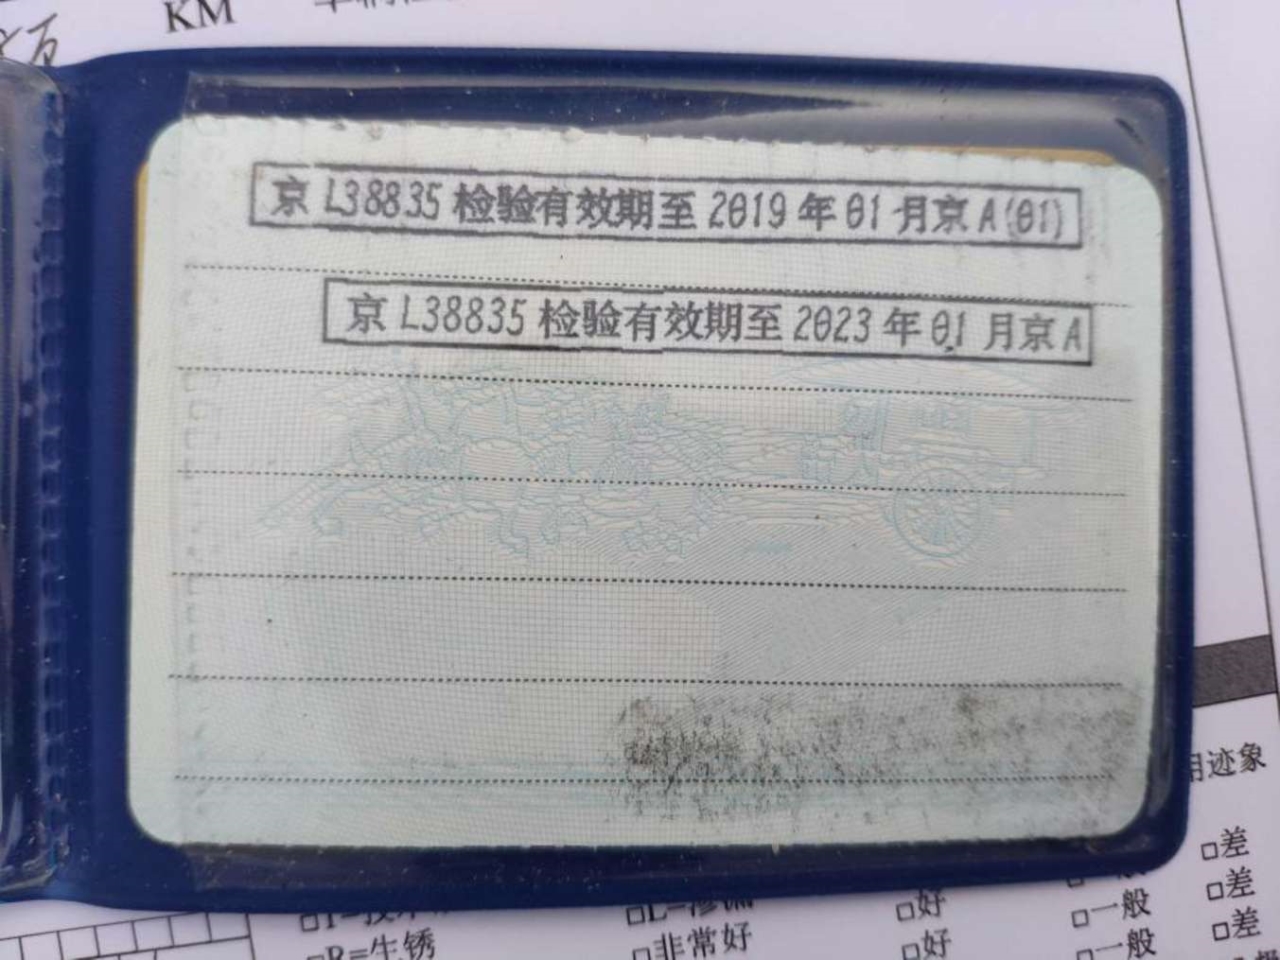 KM
京 L38835 检验有效期至 2019 年 01 月京 A(01)
京 L38835 检验有效期至 2023 年 01 月京 A
用迹象
□差
□好 □一般 □差
□R=生锈 □非常好 □好 □一般 □差